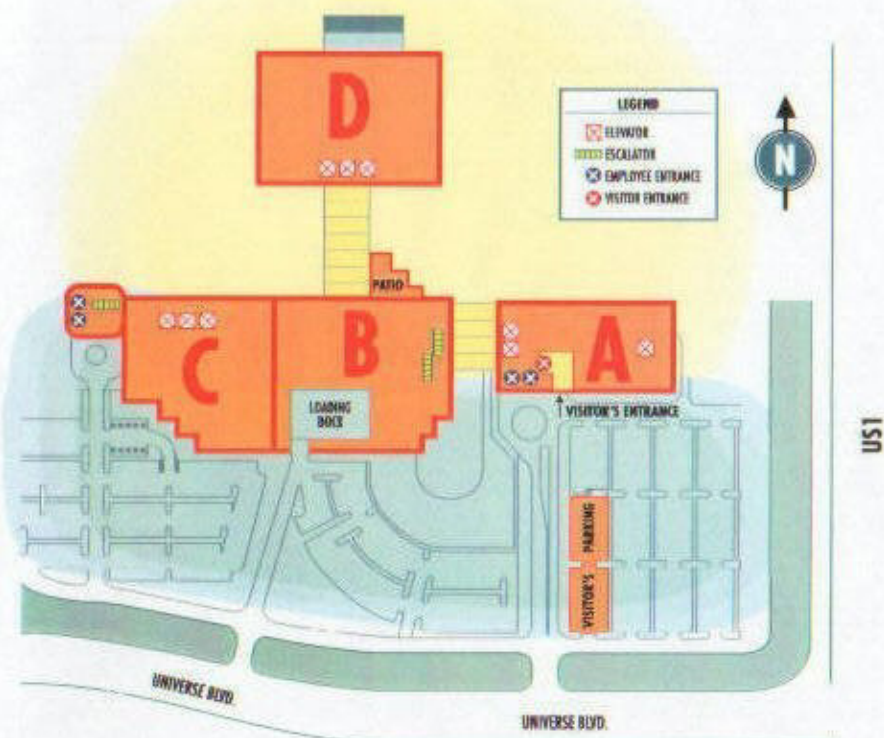 D
LEGEND
ELEVATOR
ESCALATOR
EMPLOYEE ENTRANCE
VISITOR ENTRANCE
N
PATIO
C
B
A
LOADING
DOCK
VISITOR'S ENTRANCE
US1
VISITOR'S PARKING
UNIVERSE BLVD.
UNIVERSE BLVD.